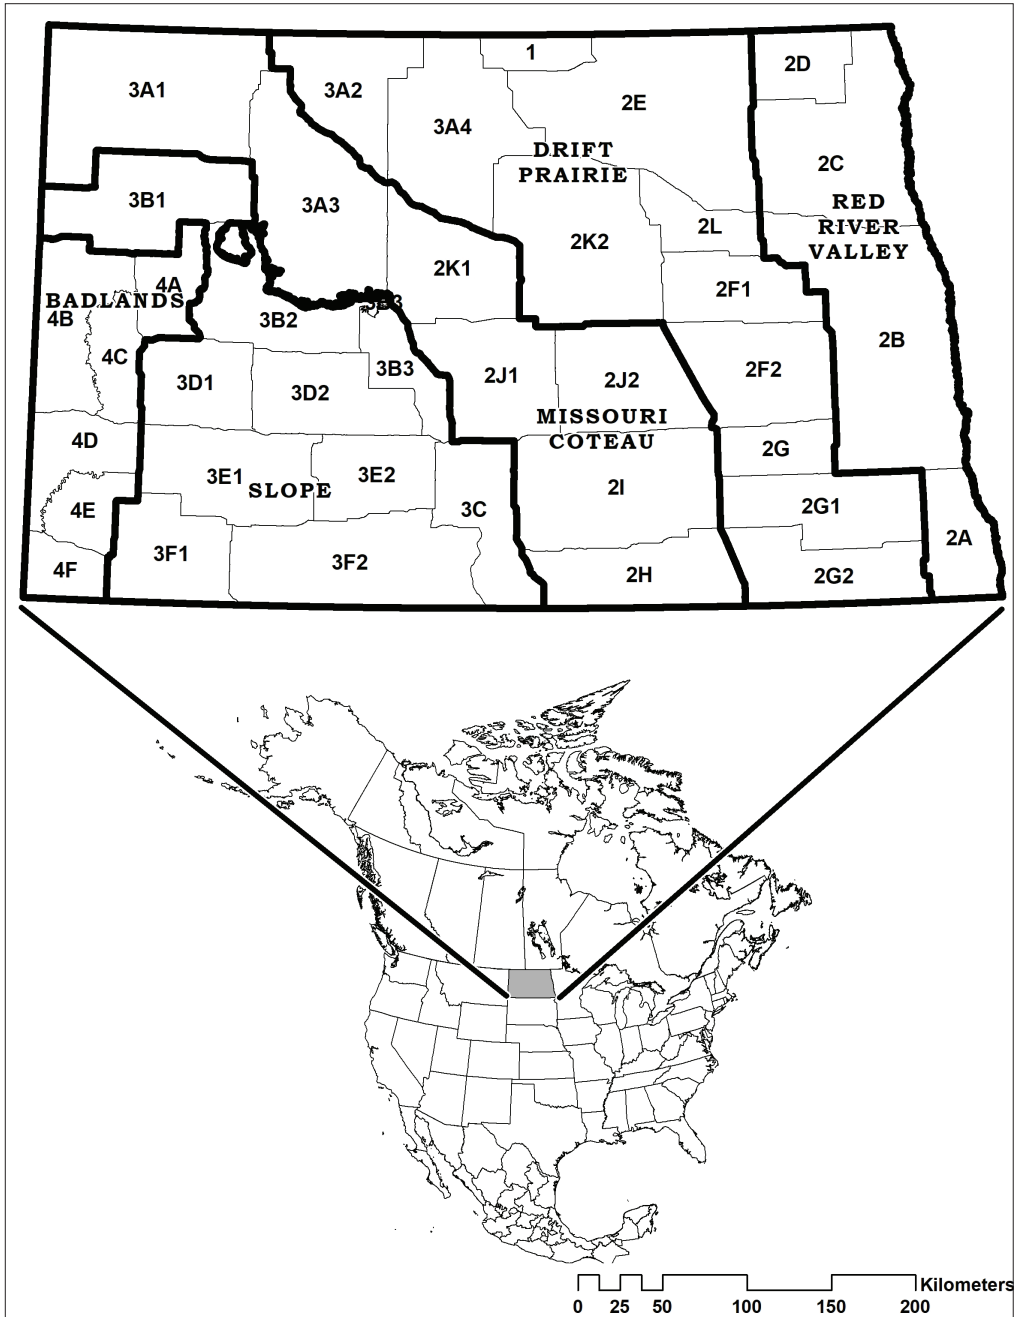 1
2D
3A1
3A2
2E
3A4
DRIFT
PRAIRIE
2C
3B1
3A3
RED
RIVER
VALLEY
2L
2K2
2K1
4A
2F1
BADLANDS
3B3
4B
3B2
2B
4C
3B3
2F2
3D1
2J1
2J2
3D2
MISSOURI
COTEAU
4D
2G
3E1
3E2
SLOPE
2I
2G1
4E
3C
2A
3F1
3F2
4F
2H
2G2
Kilometers
0 25 50 100 150 200